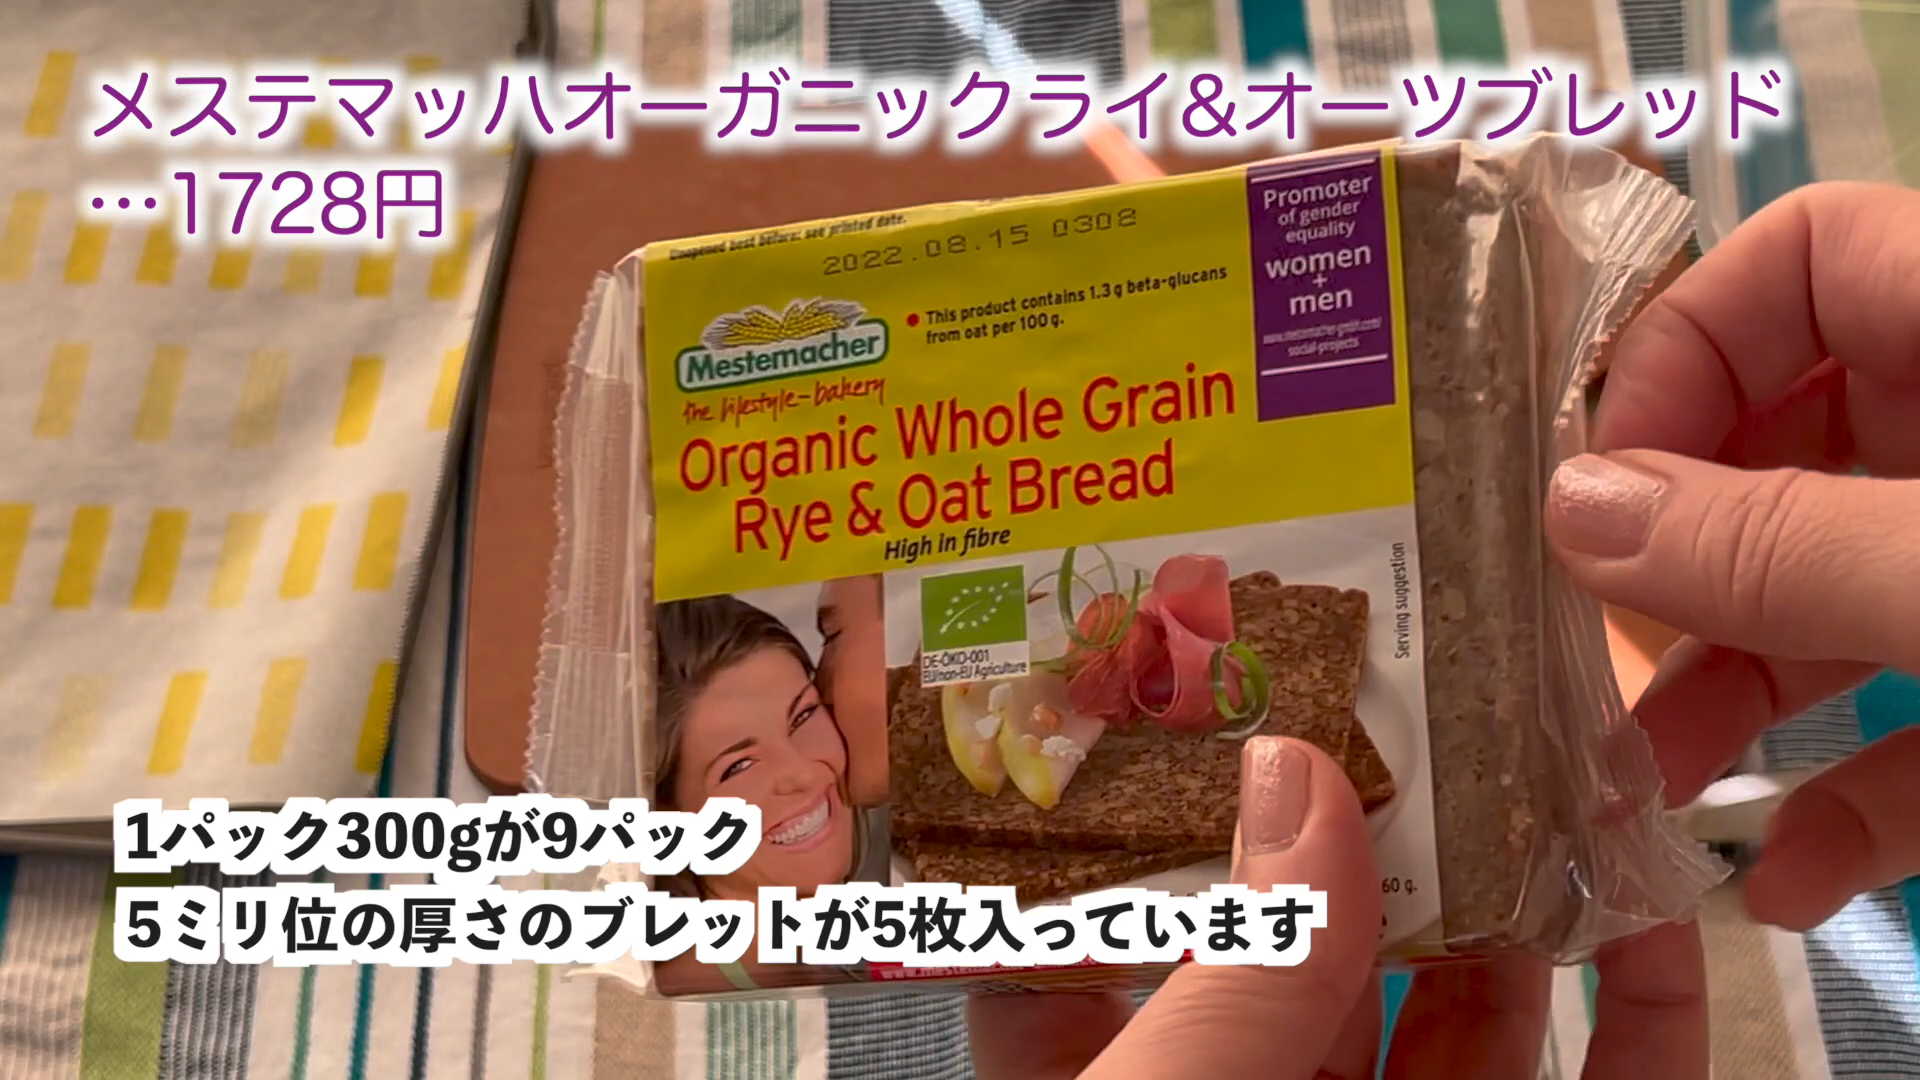 メステマッハオーガニックライ&オーツブレッド
…1728円
Unopened best before: see printed date.
2022.08.15 0308
Promoter
of gender
equality
women
+
men
social-projects
Mestemacher
the lifestyle-bakery
This product contains 1.3 g beta-glucans
from oat per 100 g.
Organic Whole Grain
Rye & Oat Bread
High in fibre
DE-ÖKO-001
EU/non-EU Agriculture
Serving suggestion
60 g.
1パック300gが9パック
5ミリ位の厚さのブレットが5枚入っています